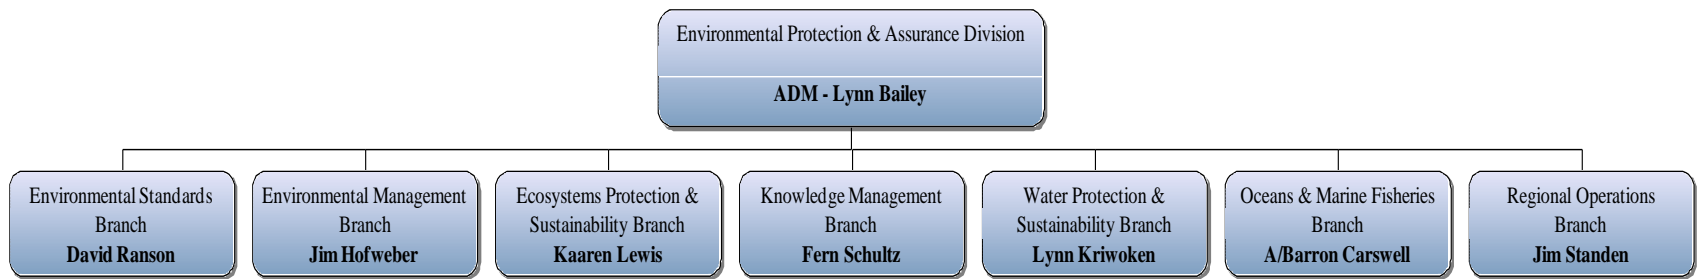 Environmental Protection & Assurance Division
ADM - Lynn Bailey
Environmental Standards
Branch
David Ranson
Environmental Management
Branch
Jim Hofweber
Ecosystems Protection &
Sustainability Branch
Kaaren Lewis
Knowledge Management
Branch
Fern Schultz
Water Protection &
Sustainability Branch
Lynn Kriwoken
Oceans & Marine Fisheries
Branch
A/Barron Carswell
Regional Operations
Branch
Jim Standen